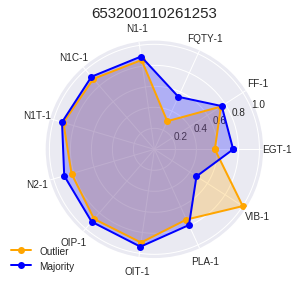 653200110261253
N1-1
FQTY-1
N1C-1
FF-1
1.0
0.8
0.6
0.4
0.2
N1T-1
EGT-1
N2-1
VIB-1
OIP-1
PLA-1
OIT-1
Outlier
Majority